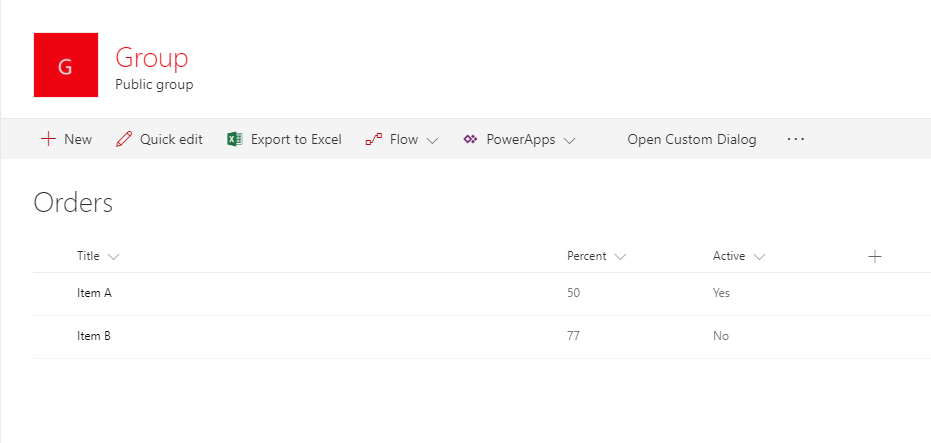 G
Group
Public group
New Quick edit Export to Excel Flow PowerApps Open Custom Dialog ...
Orders
Title Percent Active
Item A 50 Yes
Item B 77 No